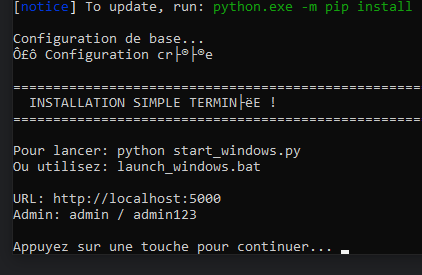 [notice] To update, run: python.exe -m pip install
Configuration de base...
Ô£ô Configuration cr├®├®e
====================================================
INSTALLATION SIMPLE TERMIN├ëE !
====================================================
Pour lancer: python start_windows.py
Ou utilisez: launch_windows.bat
URL: http://localhost:5000
Admin: admin / admin123
Appuyez sur une touche pour continuer...